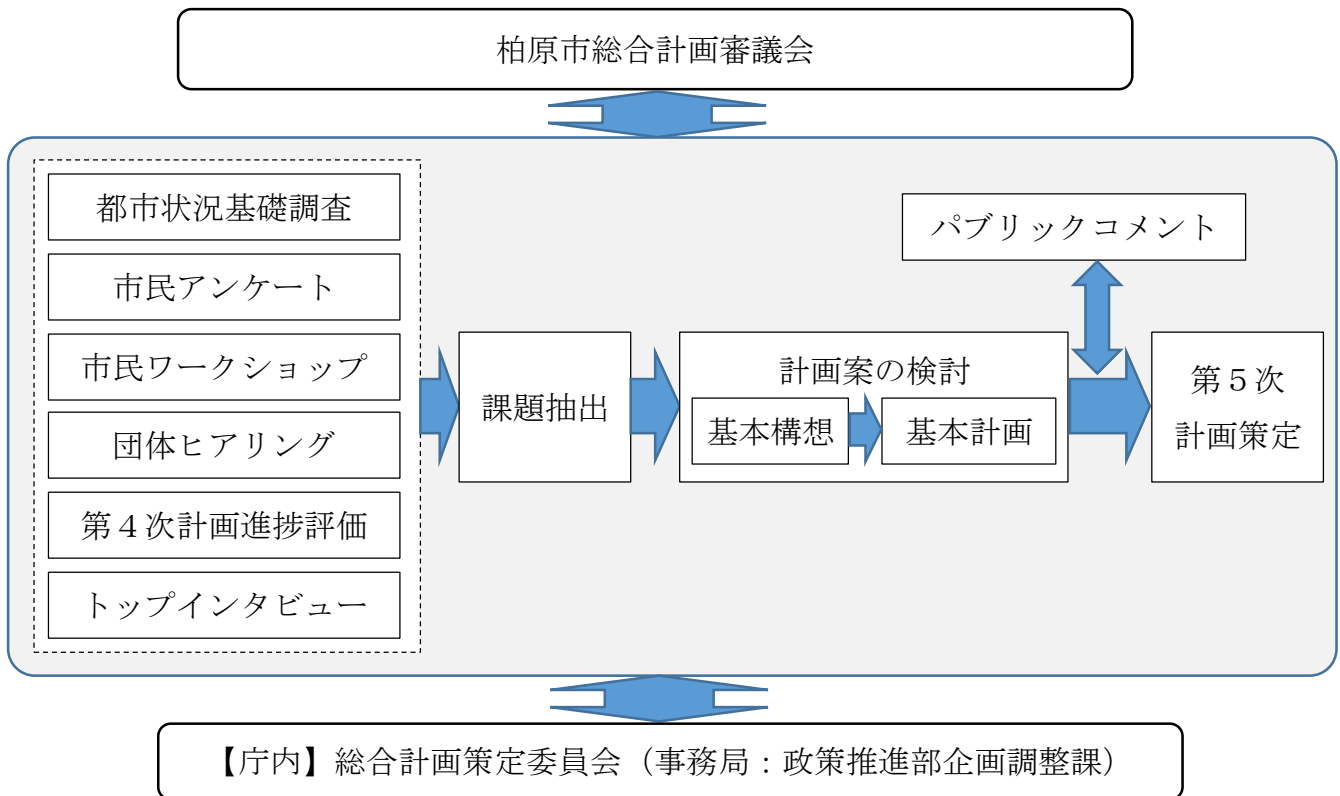 柏原市総合計画審議会
都市状況基礎調査
市民アンケート
市民ワークショップ
団体ヒアリング
第４次計画進捗評価
トップインタビュー
課題抽出
計画案の検討
基本構想
基本計画
パブリックコメント
第５次
計画策定
【庁内】総合計画策定委員会（事務局：政策推進部企画調整課）